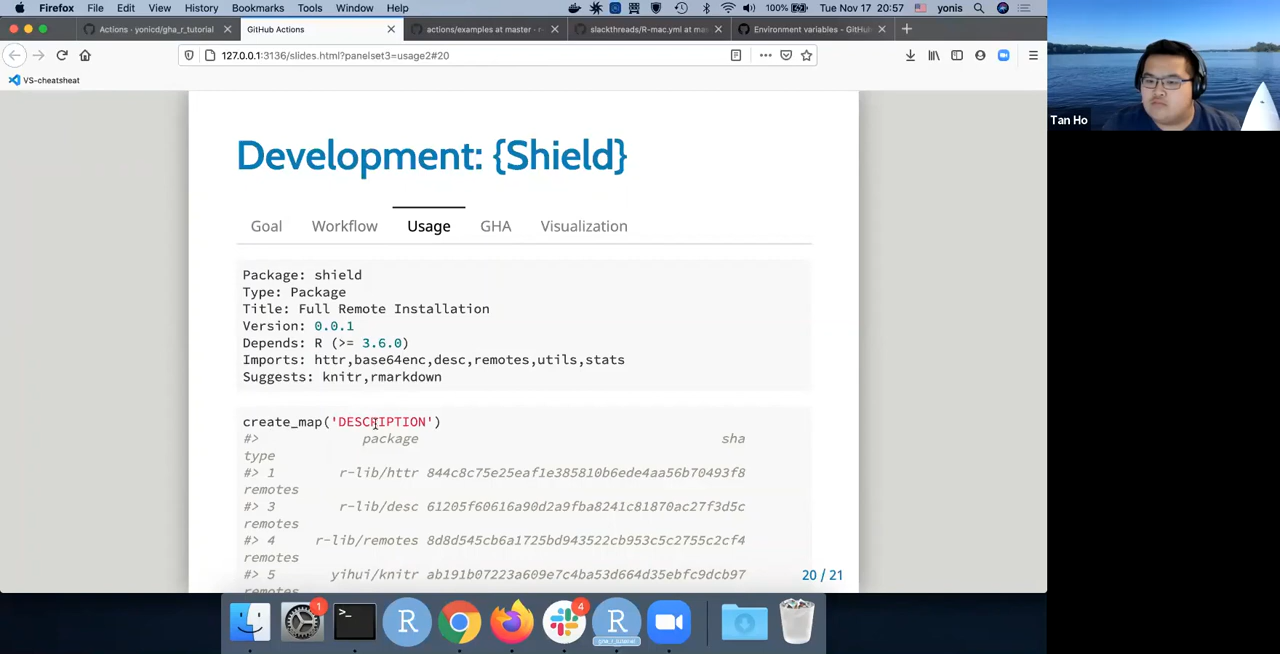 Firefox File Edit View History Bookmarks Tools Window Help 100% Tue Nov 17 20:57 yonis
Actions · yonicd/gha_r_tutorial GitHub Actions actions/examples at master · r- slackthreads/R-mac.yml at mas Environment variables - GitHub
127.0.0.1:3136/slides.html?panelset3=usage2#20
VS-cheatsheat
Tan Ho
Development: {Shield}
Goal Workflow Usage GHA Visualization
Package: shield
Type: Package
Title: Full Remote Installation
Version: 0.0.1
Depends: R (>= 3.6.0)
Imports: httr,base64enc,desc,remotes,utils,stats
Suggests: knitr,rmarkdown
create_map('DESCRIPTION')
#> package sha
type
#> 1 r-lib/httr 844c8c75e25eaf1e385810b6ede4aa56b70493f8
remotes
#> 3 r-lib/desc 61205f60616a90d2a9fba8241c81870ac27f3d5c
remotes
#> 4 r-lib/remotes 8d8d545cb6a1725bd943522cb953c5c2755c2cf4
remotes
#> 5 yihui/knitr ab191b07223a609e7c4ba53d664d35ebfc9dcb97
remotes
20 / 21
1
4
R
R
gha_r_tutorial